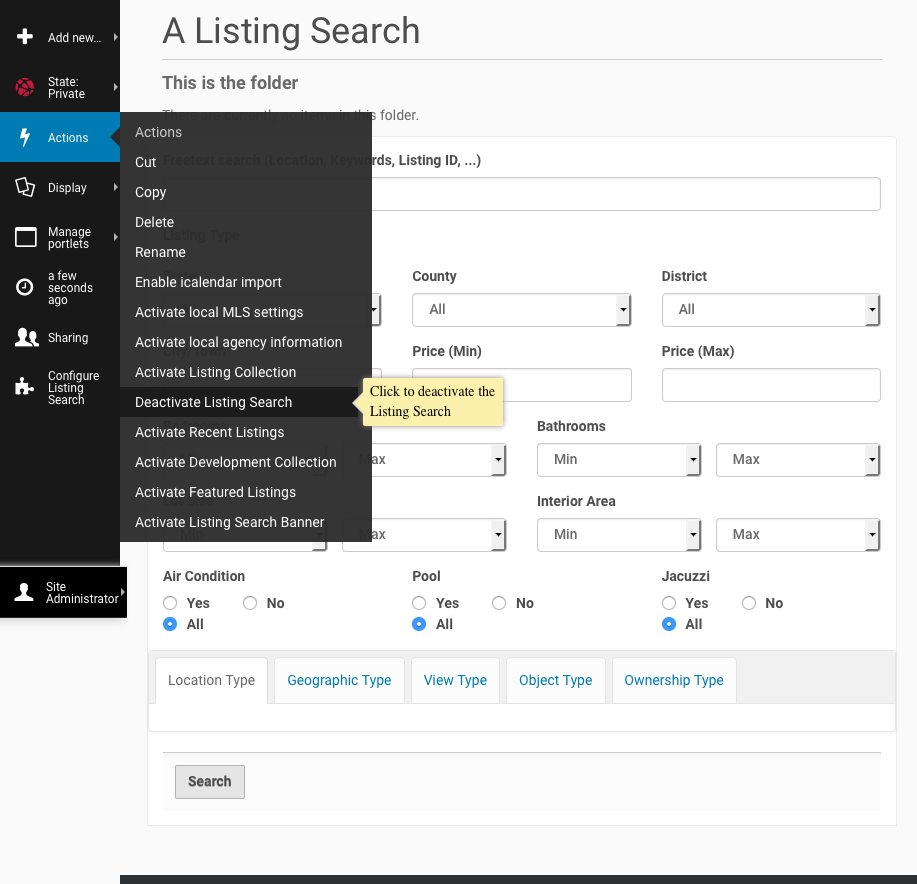 A Listing Search
This is the folder
There are currently no items in this folder.
Add new...
State:
Private
Actions
Display
Manage
portlets
a few
seconds
ago
Sharing
Configure
Listing
Search
Site
Administrator
Actions
Cut
Copy
Delete
Rename
Enable icalendar import
Activate local MLS settings
Activate local agency information
Activate Listing Collection
Deactivate Listing Search
Activate Recent Listings
Activate Development Collection
Activate Featured Listings
Activate Listing Search Banner
Click to deactivate the
Listing Search
Freetext search (Location, Keywords, Listing ID, ...)
Listing Type
County
District
All
All
City/Town
Price (Min)
Price (Max)
Bathrooms
Max
Min
Max
Lot Size
Interior Area
Max
Min
Max
Air Condition
Pool
Jacuzzi
Yes
No
Yes
No
Yes
No
All
All
All
Location Type
Geographic Type
View Type
Object Type
Ownership Type
Search